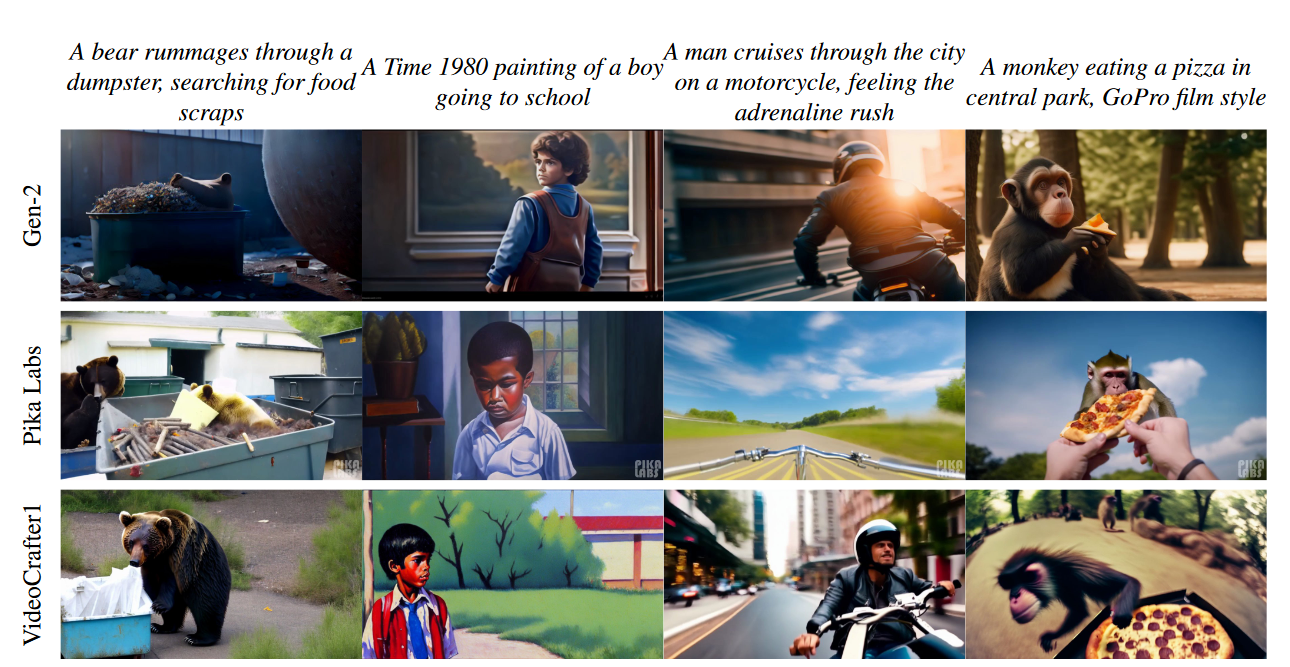 A bear rummages through a
dumpster, searching for food
scraps
A Time 1980 painting of a boy
going to school
A man cruises through the city
on a motorcycle, feeling the
adrenaline rush
A monkey eating a pizza in
central park, GoPro film style
Gen-2
Pika Labs
PIKA
LABS
PIKA
LABS
PIKA
LABS
PIKA
LABS
VideoCrafter1